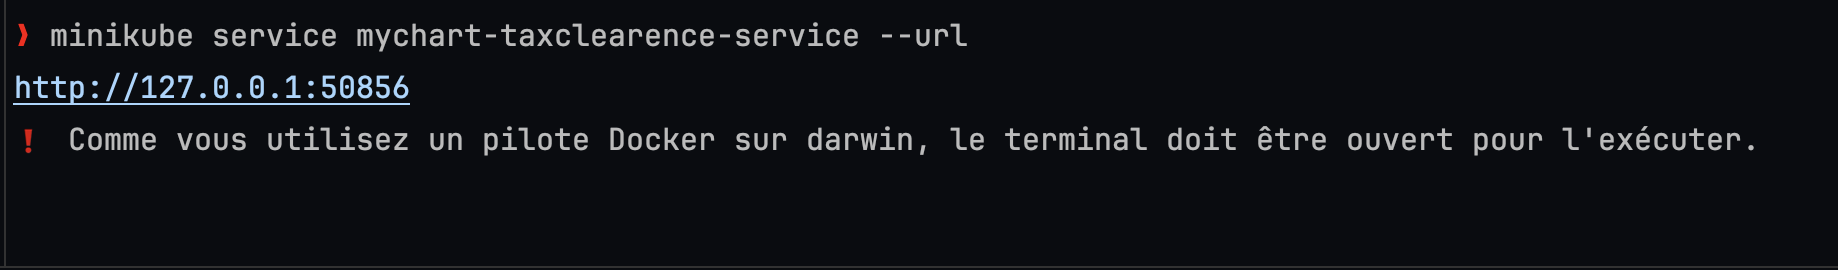 ❯ minikube service mychart-taxclearence-service --url
http://127.0.0.1:50856
❗ Comme vous utilisez un pilote Docker sur darwin, le terminal doit être ouvert pour l'exécuter.